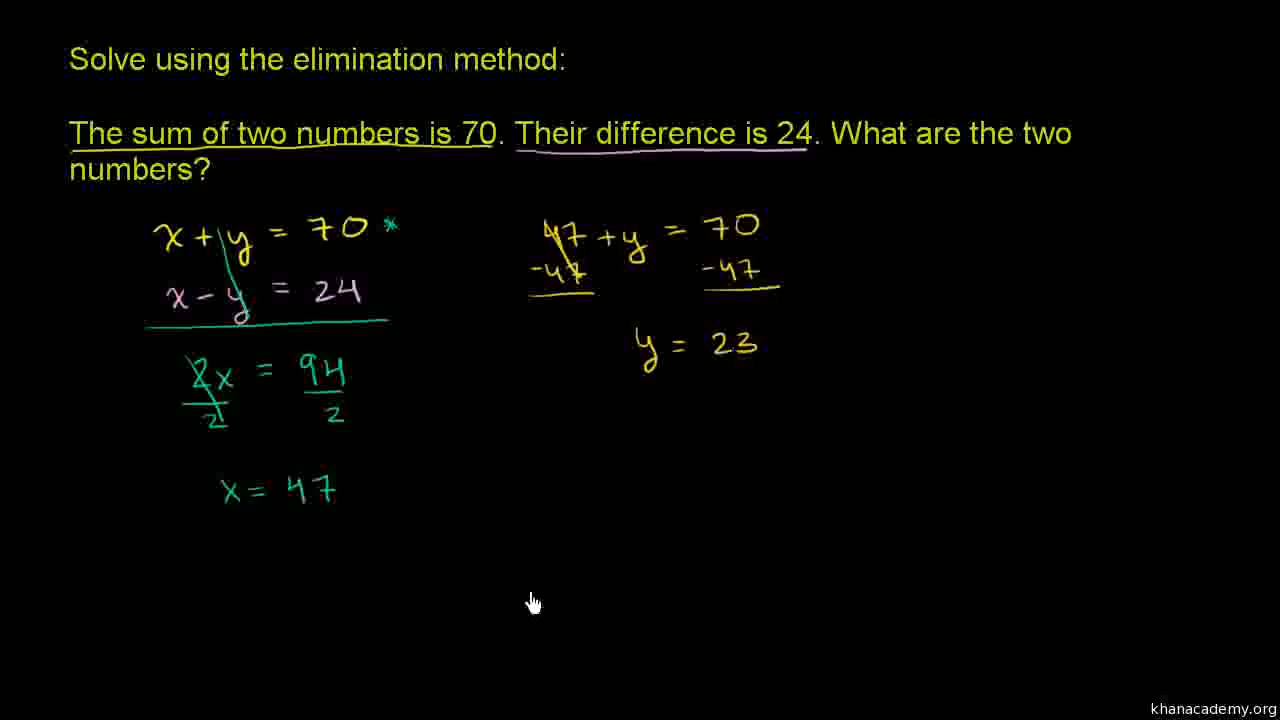 Solve using the elimination method:
The sum of two numbers is 70. Their difference is 24. What are the two
numbers?
x + y = 70 *
x - y = 24
2x = 94
2 2
x = 47
47 + y = 70
-47 -47
y = 23
khanacademy.org